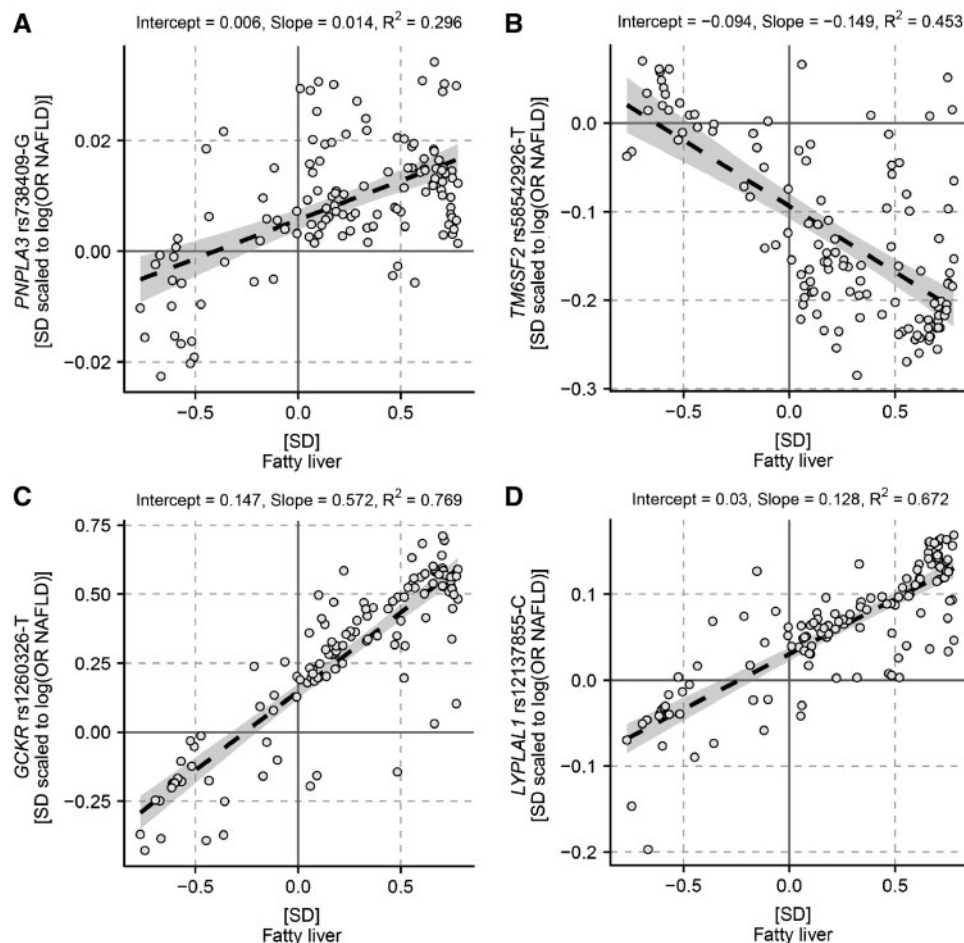 A
Intercept = 0.006, Slope = 0.014, R² = 0.296
PNPLA3 rs738409-G
[SD scaled to log(OR NAFLD)]
0.02
0.00
−0.02
−0.5
0.0
0.5
[SD]
Fatty liver
B
Intercept = −0.094, Slope = −0.149, R² = 0.453
TM6SF2 rs58542926-T
[SD scaled to log(OR NAFLD)]
0.0
−0.1
−0.2
−0.3
−0.5
0.0
0.5
[SD]
Fatty liver
C
Intercept = 0.147, Slope = 0.572, R² = 0.769
GCKR rs1260326-T
[SD scaled to log(OR NAFLD)]
0.75
0.50
0.25
0.00
−0.25
−0.5
0.0
0.5
[SD]
Fatty liver
D
Intercept = 0.03, Slope = 0.128, R² = 0.672
LYPLAL1 rs12137855-C
[SD scaled to log(OR NAFLD)]
0.1
0.0
−0.1
−0.2
−0.5
0.0
0.5
[SD]
Fatty liver